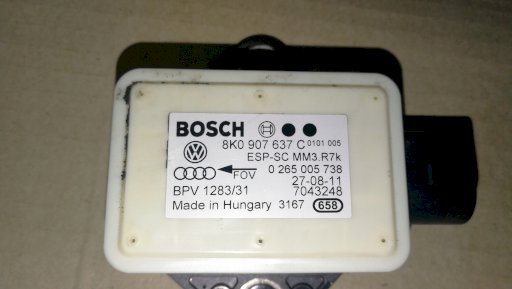 BOSCH
8K0 907 637 C 0101 005
ESP-SC MM3.R7k
FOV 0 265 005 738
27-08-11
BPV 1283/31 7043248
Made in Hungary 3167 658